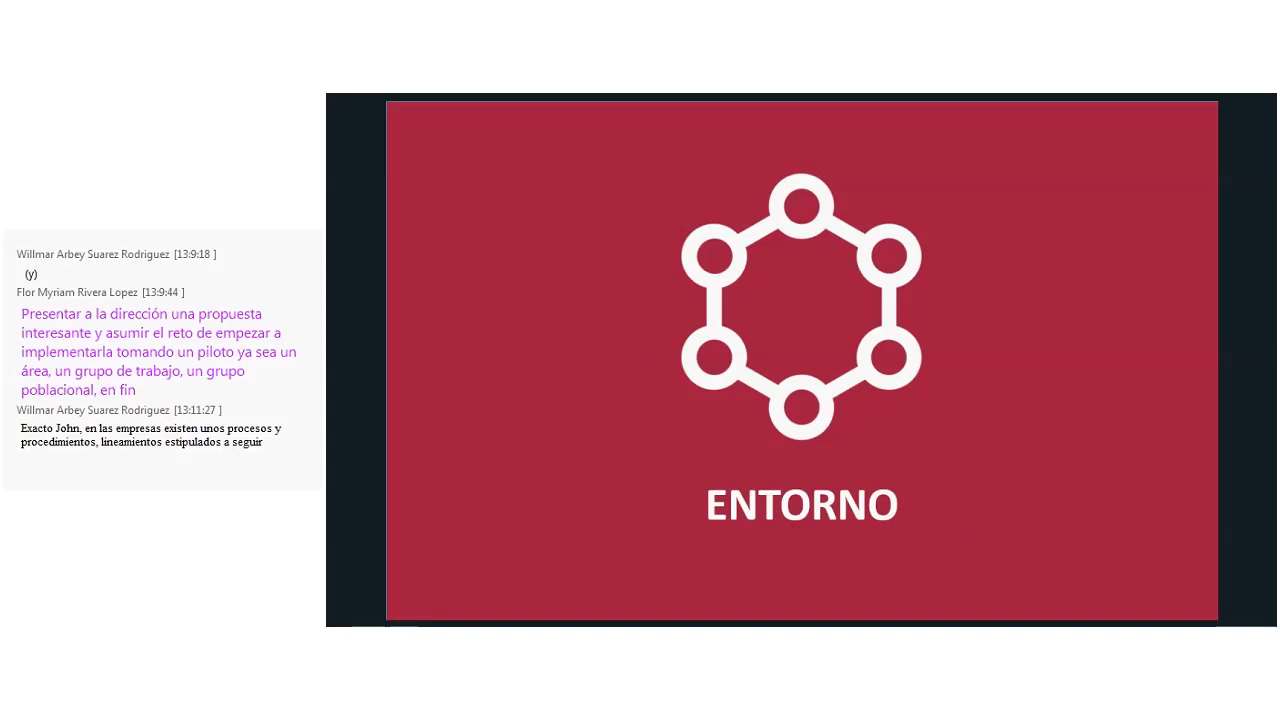 Willmar Arbey Suarez Rodriguez [13:9:18 ]
(y)
Flor Myriam Rivera Lopez [13:9:44 ]
Presentar a la dirección una propuesta
interesante y asumir el reto de empezar a
implementarla tomando un piloto ya sea un
área, un grupo de trabajo, un grupo
poblacional, en fin
Willmar Arbey Suarez Rodriguez [13:11:27 ]
Exacto John, en las empresas existen unos procesos y
procedimientos, lineamientos estipulados a seguir
ENTORNO